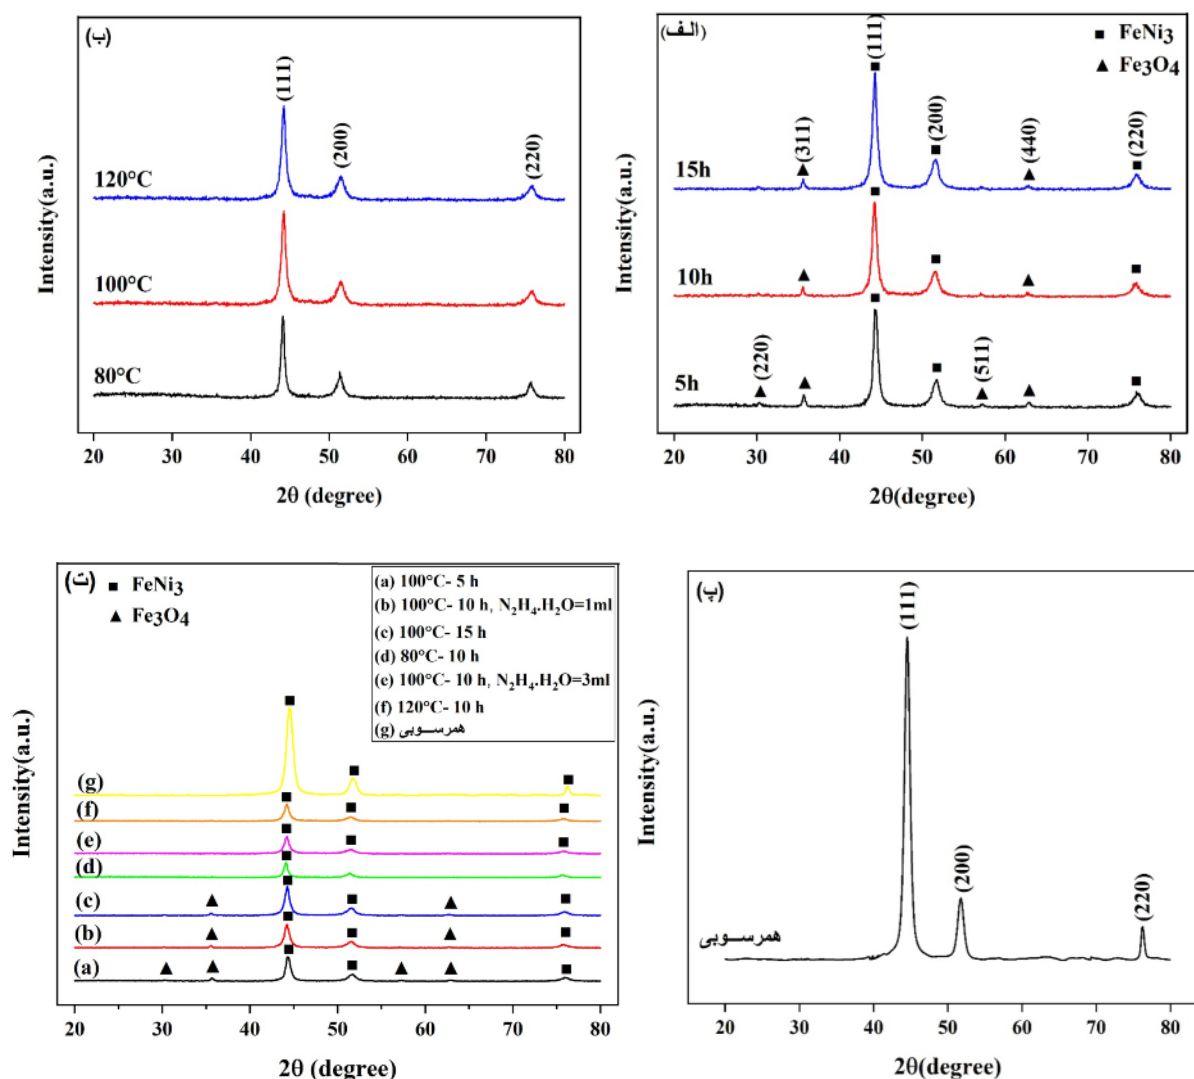 (ب)
(111)
(200)
(220)
120°C
100°C
80°C
Intensity(a.u.)
20 30 40 50 60 70 80
2θ (degree)
(الف)
■ FeNi₃
▲ Fe₃O₄
(311)
(111)
(200)
(440)
(220)
15h
10h
(220)
(511)
5h
Intensity(a.u.)
20 30 40 50 60 70 80
2θ(degree)
(ت)
■ FeNi₃
▲ Fe₃O₄
(a) 100°C- 5 h
(b) 100°C- 10 h, N₂H₄.H₂O=1ml
(c) 100°C- 15 h
(d) 80°C- 10 h
(e) 100°C- 10 h, N₂H₄.H₂O=3ml
(f) 120°C- 10 h
(g) همرسوبی
(g)
(f)
(e)
(d)
(c)
(b)
(a)
Intensity(a.u.)
20 30 40 50 60 70 80
2θ (degree)
(پ)
(111)
(200)
(220)
همرسوبی
Intensity(a.u.)
20 30 40 50 60 70 80
2θ(degree)